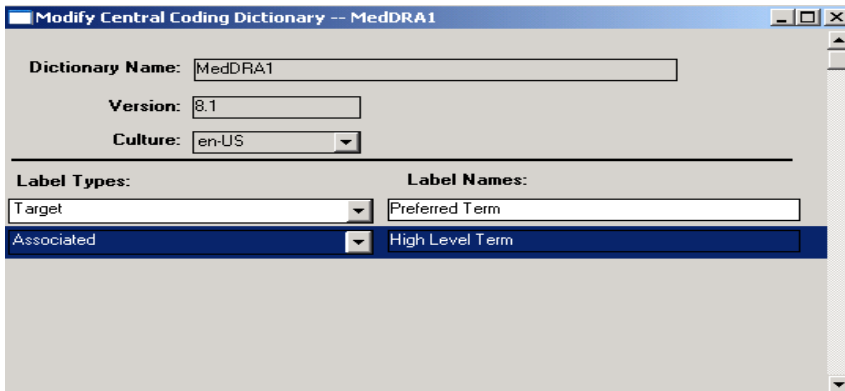 Modify Central Coding Dictionary -- MedDRA1
Dictionary Name: MedDRA1
Version: 8.1
Culture: en-US
Label Types: Label Names:
Target Preferred Term
Associated High Level Term